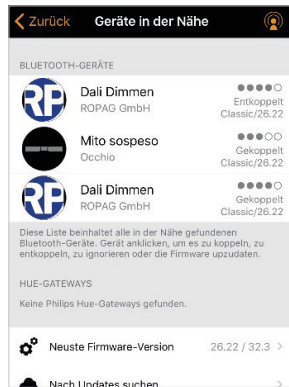 Zurück
Geräte in der Nähe
BLUETOOTH-GERÄTE
RP
Dali Dimmen
ROPAG GmbH
Entkoppelt
Classic/26.22
Mito sospeso
Occhio
Gekoppelt
Classic/26.22
RP
Dali Dimmen
ROPAG GmbH
Gekoppelt
Classic/26.22
Diese Liste beinhaltet alle in der Nähe gefundenen
Bluetooth-Geräte. Gerät anklicken, um es zu koppeln, zu
entkoppeln, zu ignorieren oder die Firmware upzudaten.
HUE-GATEWAYS
Keine Philips Hue-Gateways gefunden.
Neuste Firmware-Version
26.22 / 32.3
Nach Updates suchen